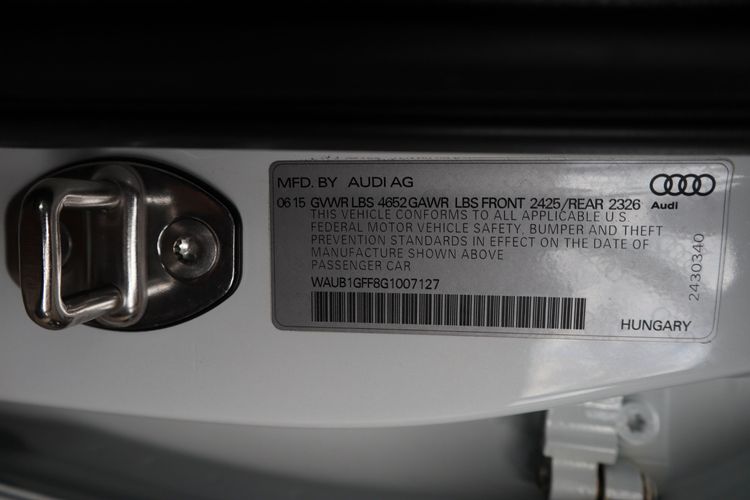 MFD. BY AUDI AG
06 15 GVWR LBS 4652 GAWR LBS FRONT 2425/REAR 2326
Audi
THIS VEHICLE CONFORMS TO ALL APPLICABLE U.S.
FEDERAL MOTOR VEHICLE SAFETY, BUMPER AND THEFT
PREVENTION STANDARDS IN EFFECT ON THE DATE OF
MANUFACTURE SHOWN ABOVE
PASSENGER CAR
WAUB1GFF8G1007127
2430340
HUNGARY